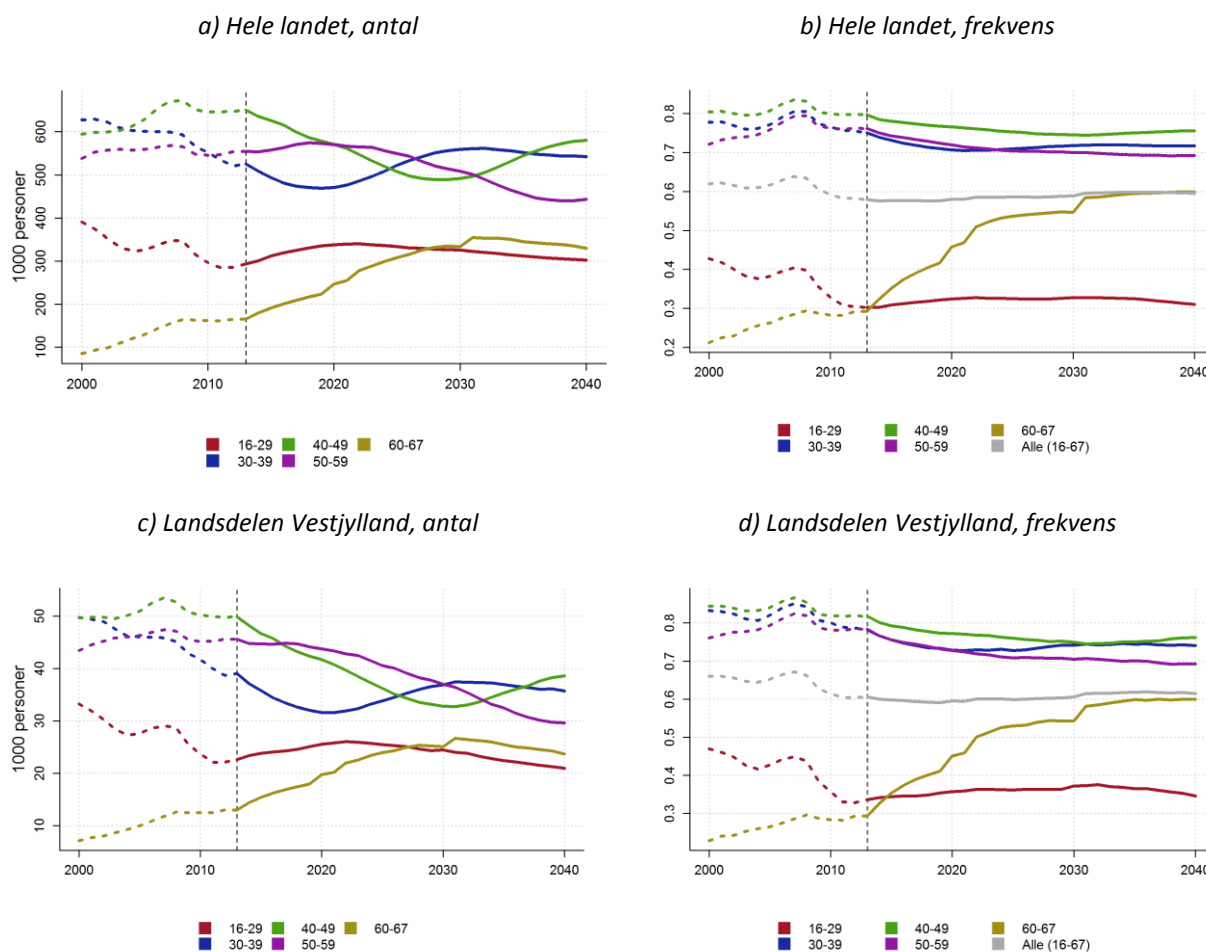 a) Hele landet, antal
b) Hele landet, frekvens
1000 personer
600
500
400
300
200
100
2000 2010 2020 2030 2040
16-29 40-49 60-67
30-39 50-59
0.8
0.7
0.6
0.5
0.4
0.3
0.2
2000 2010 2020 2030 2040
16-29 40-49 60-67
30-39 50-59 Alle (16-67)
c) Landsdelen Vestjylland, antal
d) Landsdelen Vestjylland, frekvens
1000 personer
50
40
30
20
10
2000 2010 2020 2030 2040
16-29 40-49 60-67
30-39 50-59
0.8
0.7
0.6
0.5
0.4
0.3
2000 2010 2020 2030 2040
16-29 40-49 60-67
30-39 50-59 Alle (16-67)